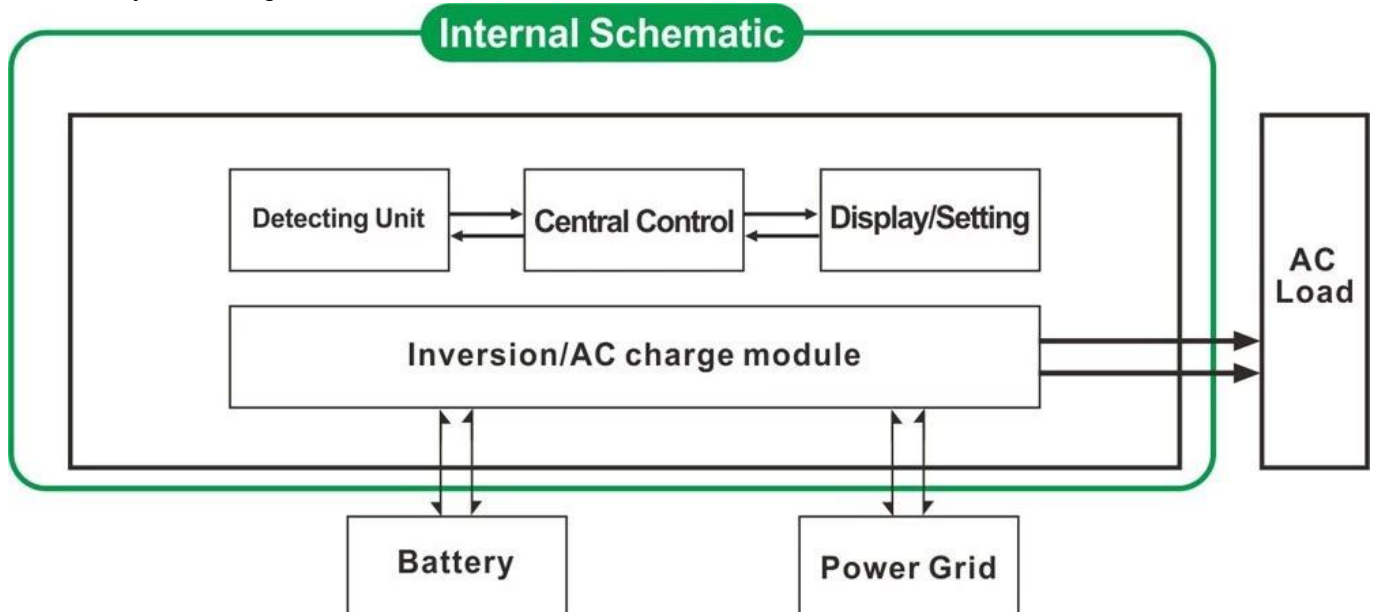 Internal Schematic
Detecting Unit
Central Control
Display/Setting
AC
Load
Inversion/AC charge module
Battery
Power Grid